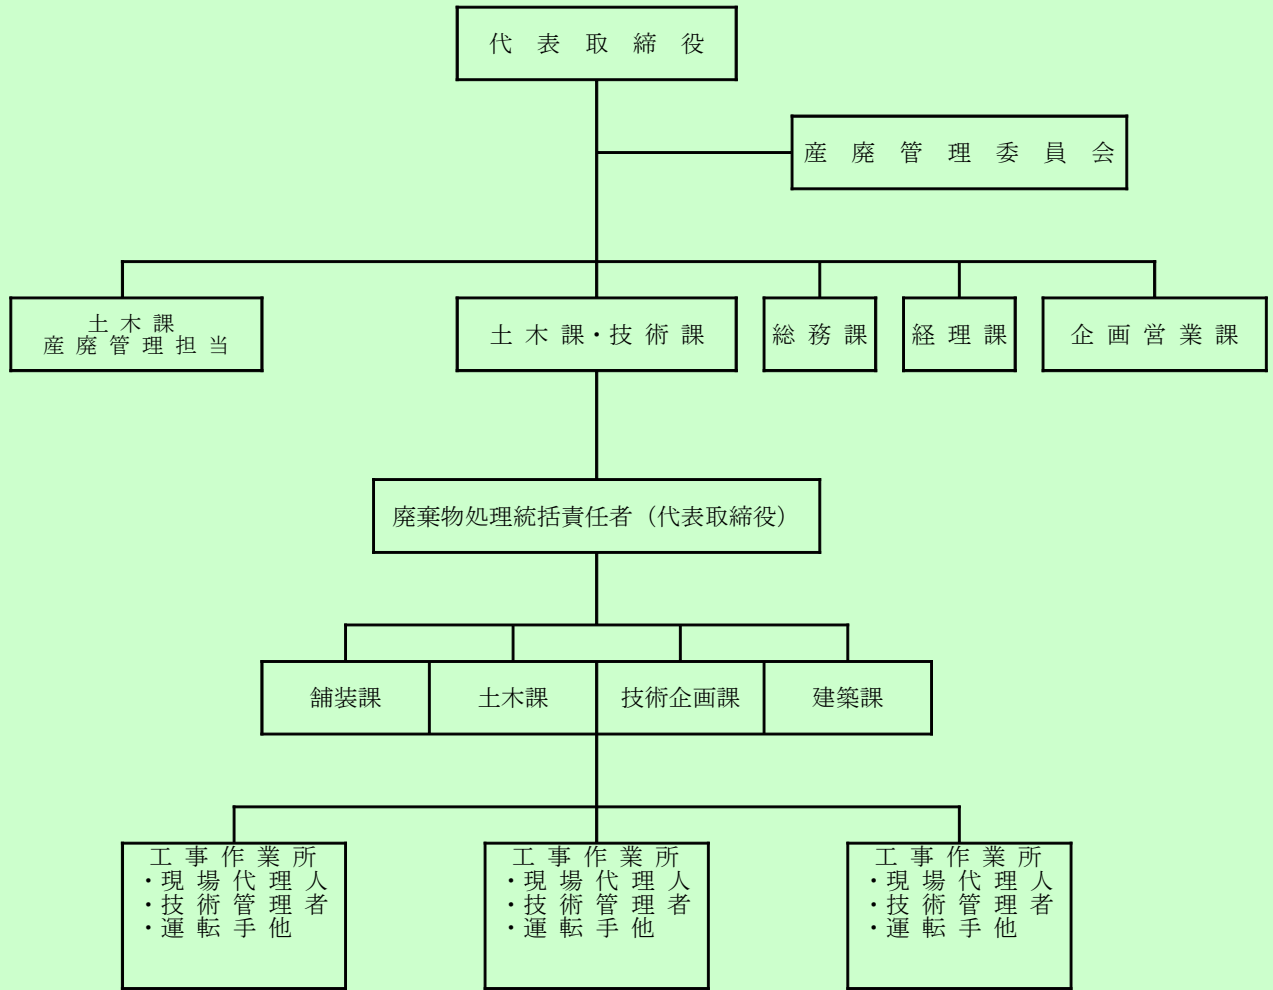 代表取締役
産廃管理委員会
土木課
産廃管理担当
土木課・技術課
総務課
経理課
企画営業課
廃棄物処理統括責任者（代表取締役）
舗装課
土木課
技術企画課
建築課
工事作業所
・現場代理人
・技術管理者
・運転手他
工事作業所
・現場代理人
・技術管理者
・運転手他
工事作業所
・現場代理人
・技術管理者
・運転手他